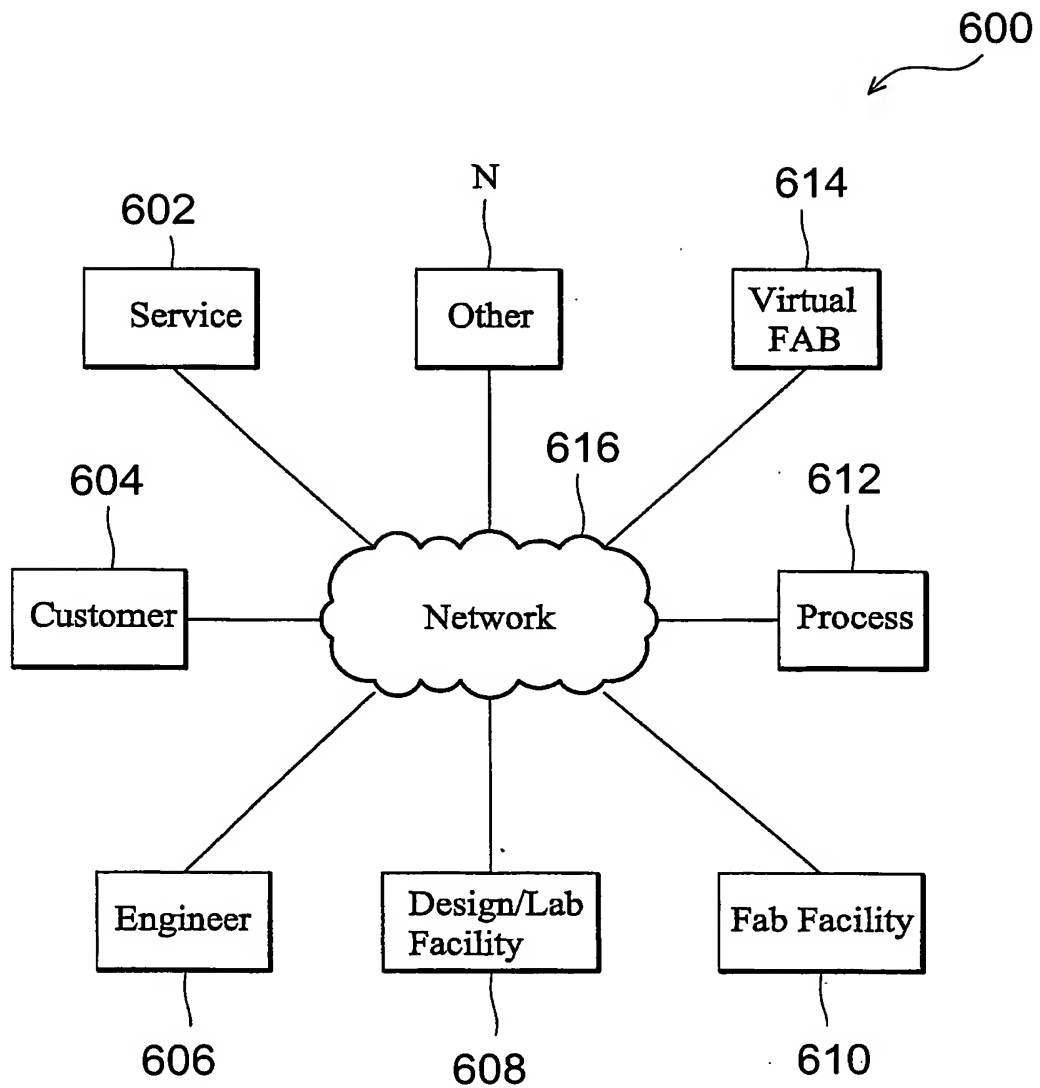 600
N
614
602
Service
Other
Virtual
FAB
616
604
612
Customer
Network
Process
Engineer
Design/Lab
Facility
Fab Facility
606
608
610